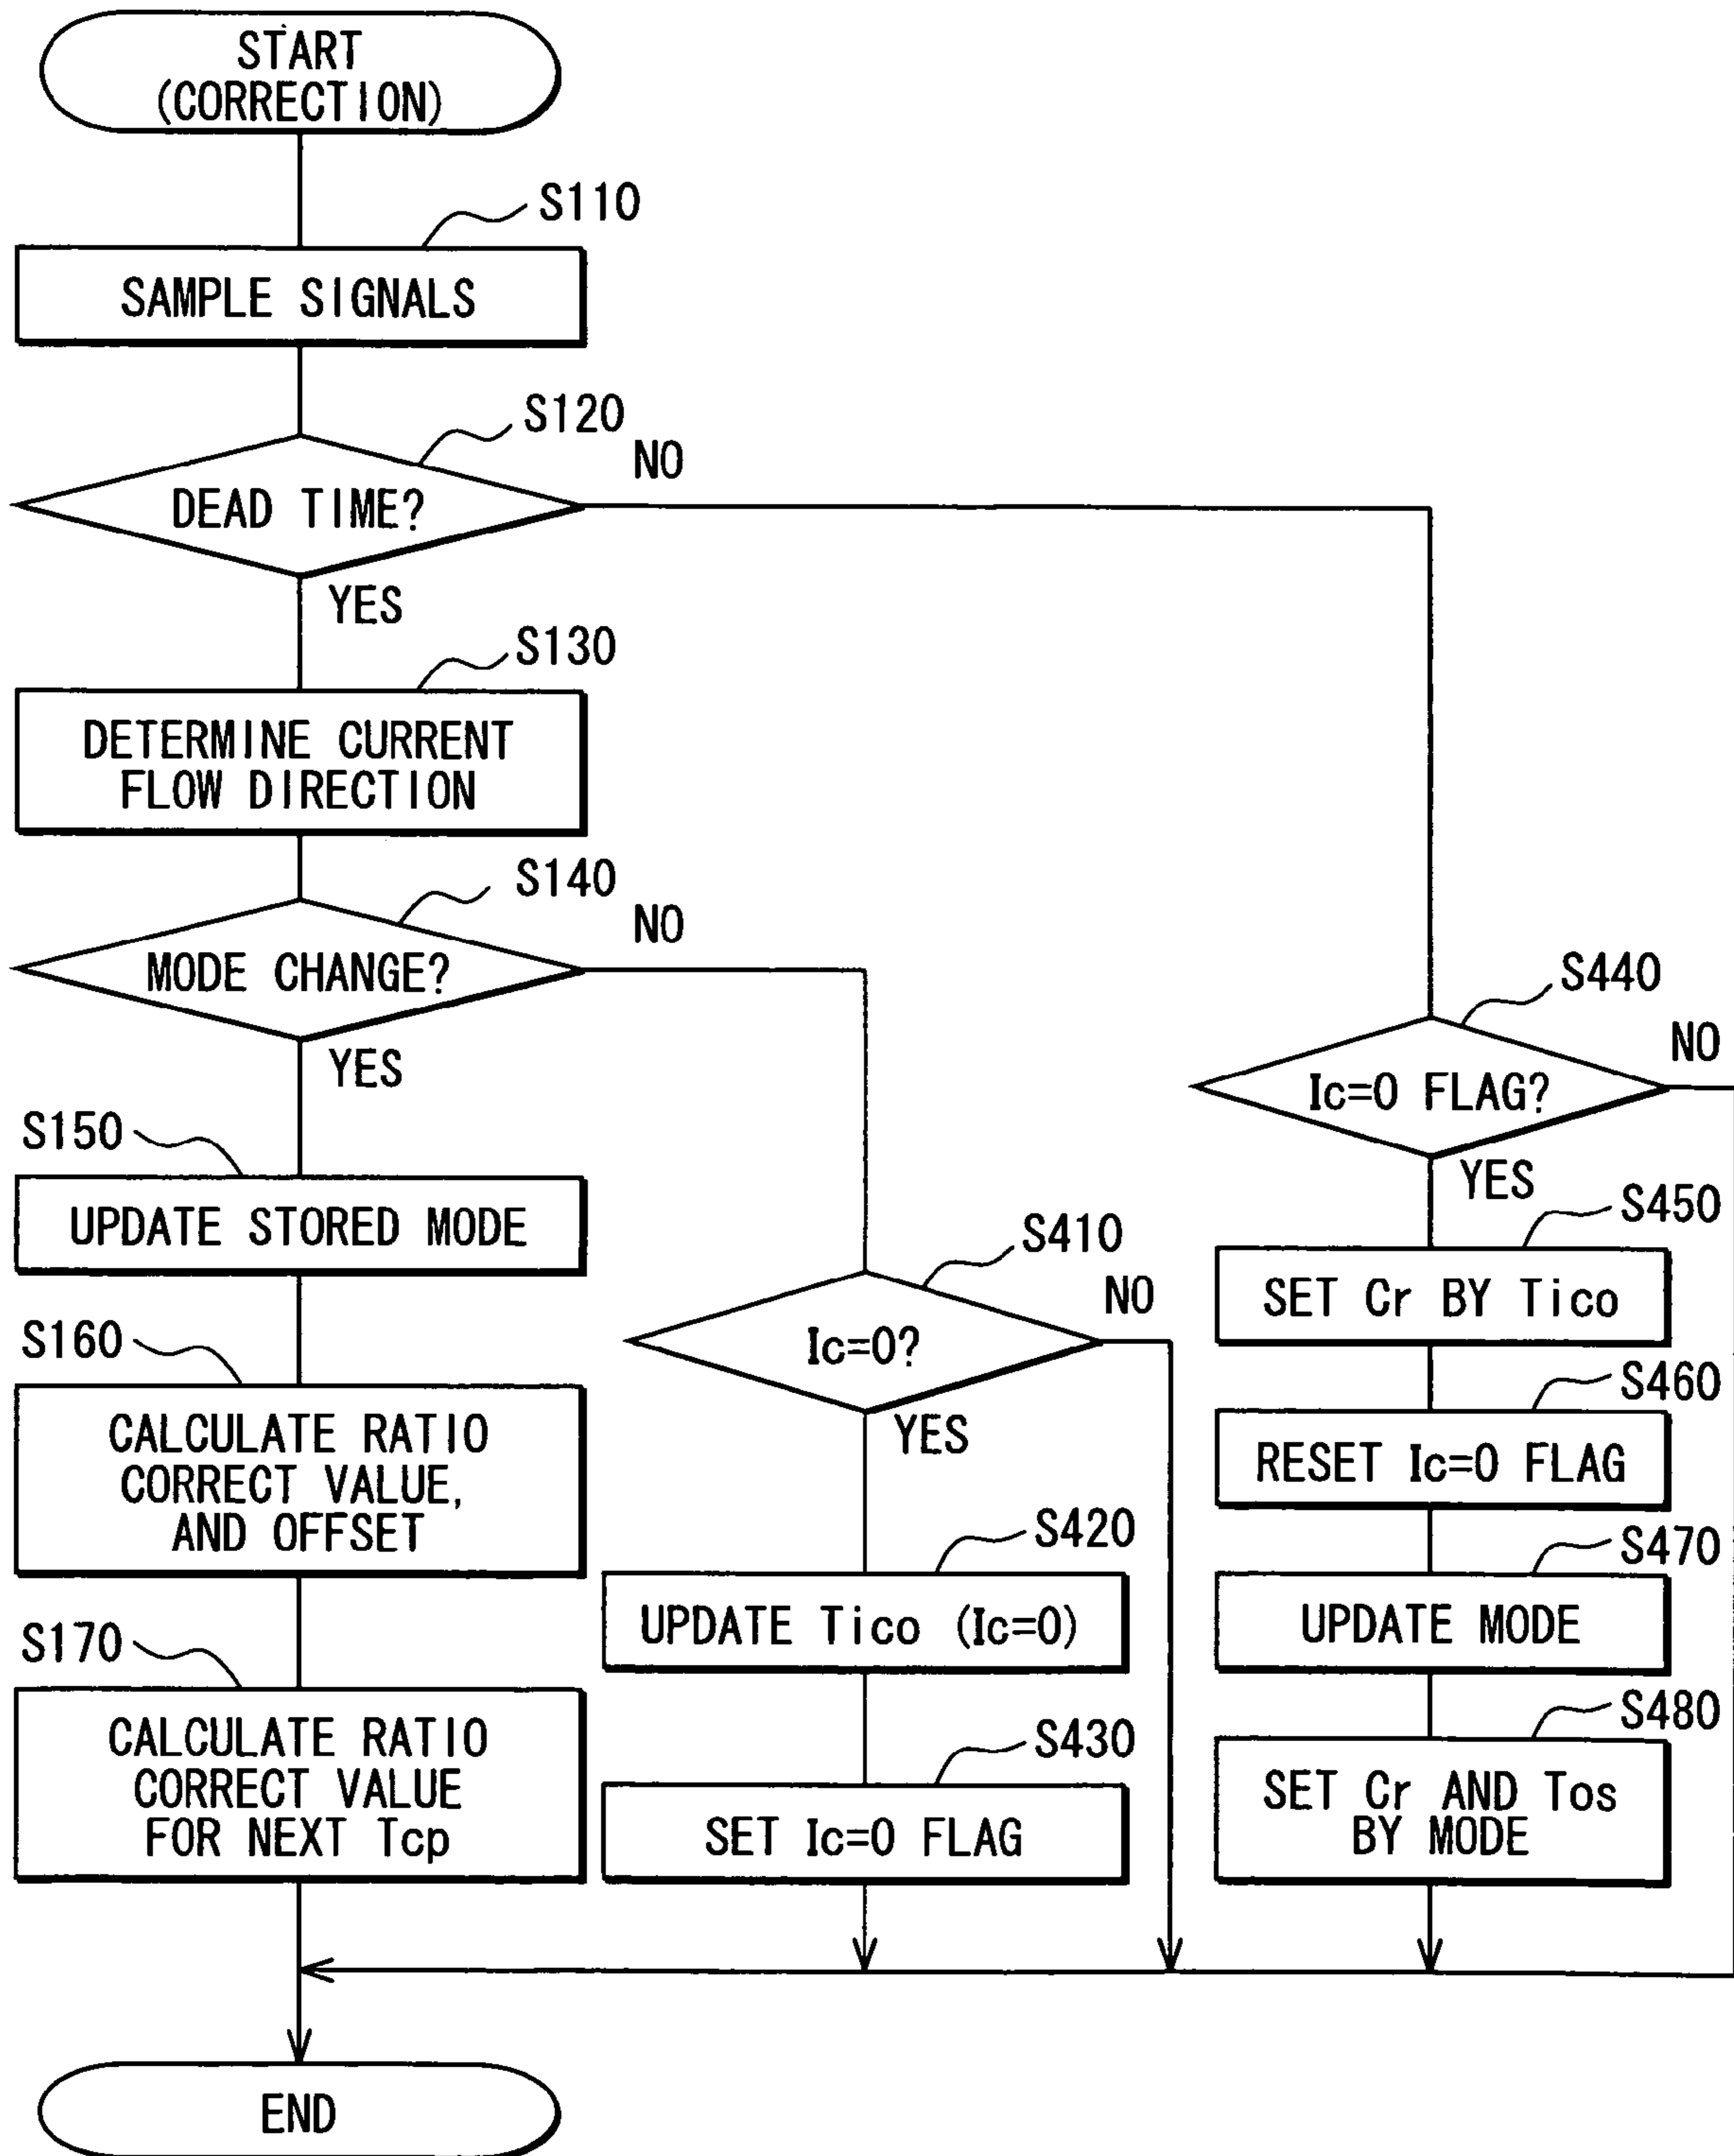 START
(CORRECTION)
S110
SAMPLE SIGNALS
S120
NO
DEAD TIME?
YES
S130
DETERMINE CURRENT
FLOW DIRECTION
S140
NO
MODE CHANGE?
YES
S150
UPDATE STORED MODE
S160
CALCULATE RATIO
CORRECT VALUE,
AND OFFSET
S170
CALCULATE RATIO
CORRECT VALUE
FOR NEXT Tcp
S410
NO
Ic=0?
YES
S420
UPDATE Tico (Ic=0)
S430
SET Ic=0 FLAG
S440
NO
Ic=0 FLAG?
YES
S450
SET Cr BY Tico
S460
RESET Ic=0 FLAG
S470
UPDATE MODE
S480
SET Cr AND Tos
BY MODE
END